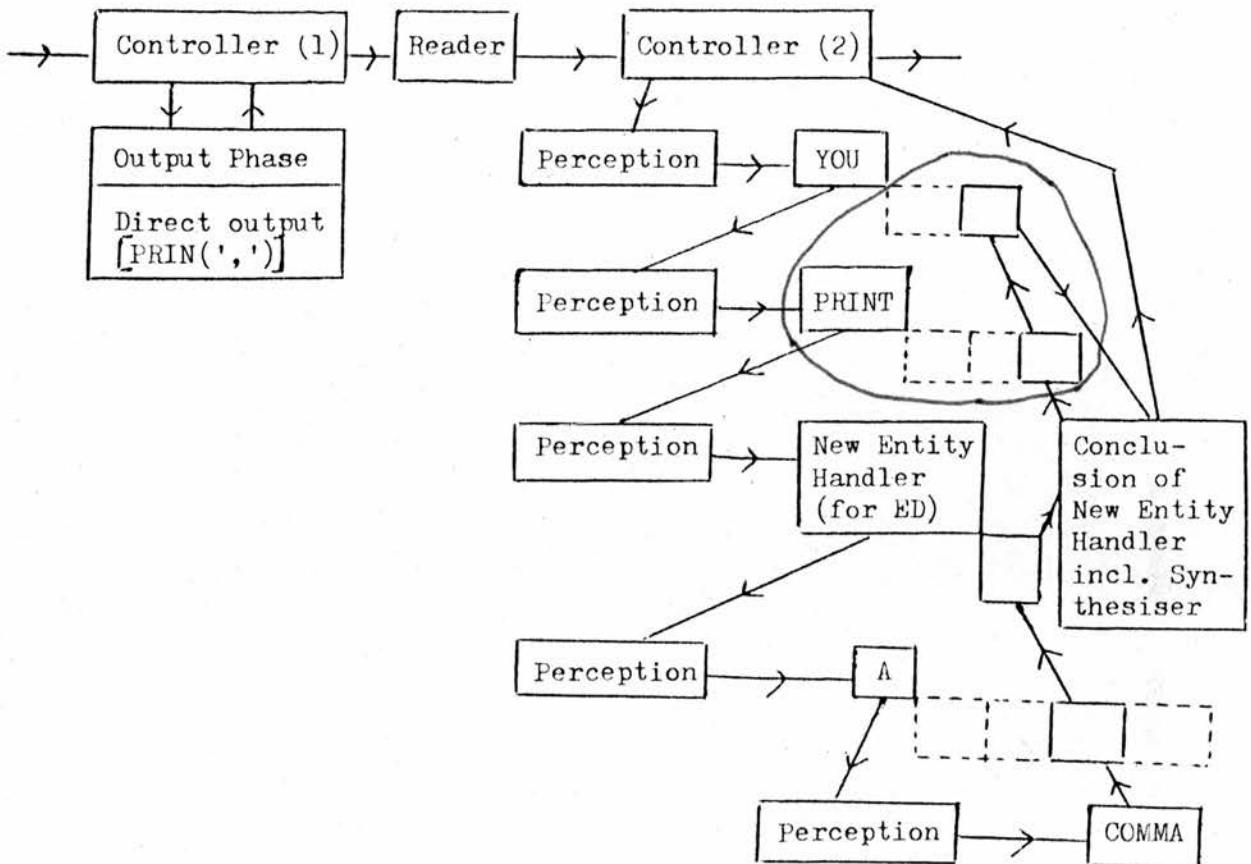 Controller (1)
Reader
Controller (2)
Output Phase
Direct output
[PRIN(',')]
Perception
YOU
Perception
PRINT
Perception
New Entity
Handler
(for ED)
Conclu-
sion of
New Entity
Handler
incl. Syn-
thesiser
Perception
A
Perception
COMMA